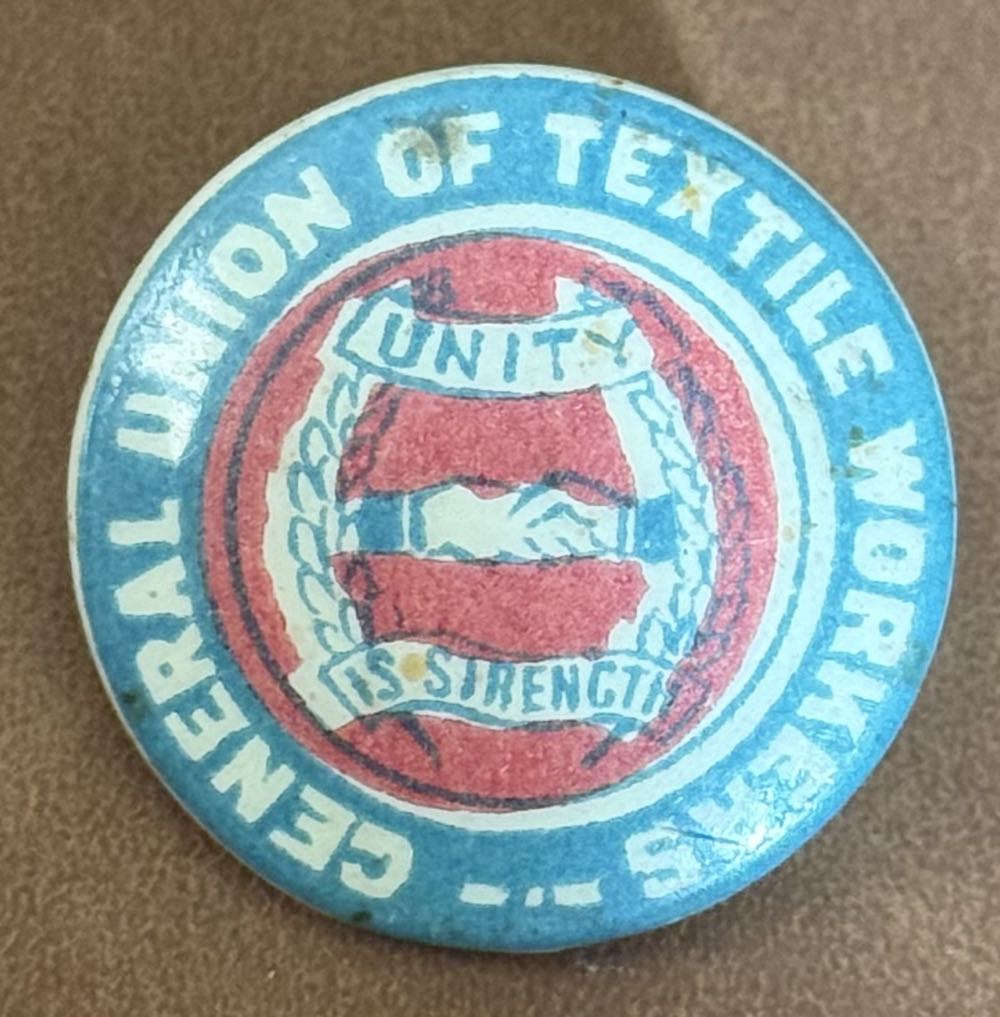 GENERAL UNION OF TEXTILE WORKERS
UNITY
IS STRENGTH